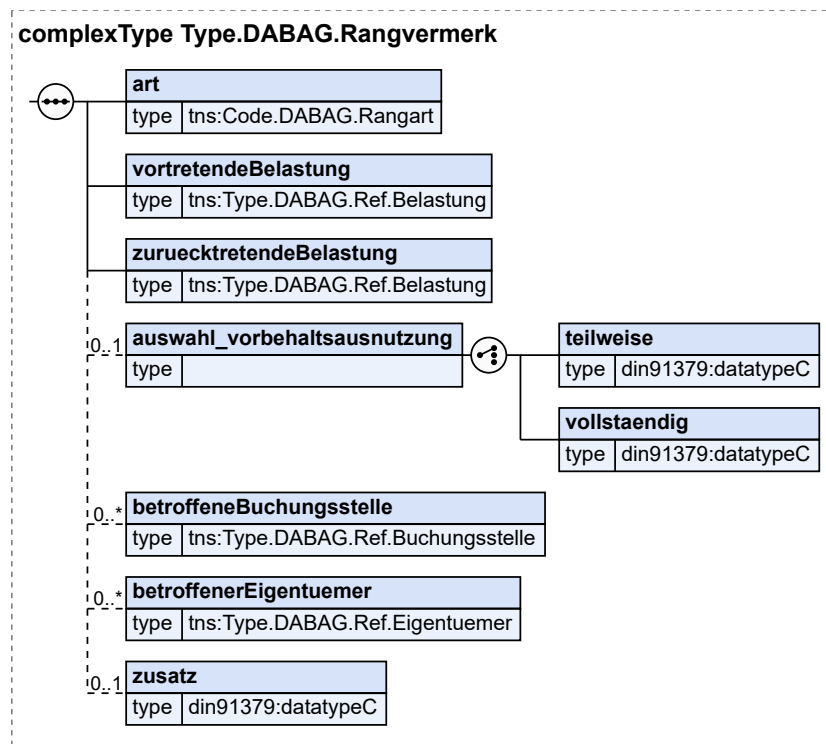 complexType Type.DABAG.Rangvermerk
art
type tns:Code.DABAG.Rangart
vortretendeBelastung
type tns:Type.DABAG.Ref.Belastung
zuruecktretendeBelastung
type tns:Type.DABAG.Ref.Belastung
0..1 auswahl_vorbehaltsausnutzung
type
teilweise
type din91379:datatypeC
vollstaendig
type din91379:datatypeC
0..* betroffeneBuchungsstelle
type tns:Type.DABAG.Ref.Buchungsstelle
0..* betroffenerEigentuemer
type tns:Type.DABAG.Ref.Eigentuemer
0..1 zusatz
type din91379:datatypeC